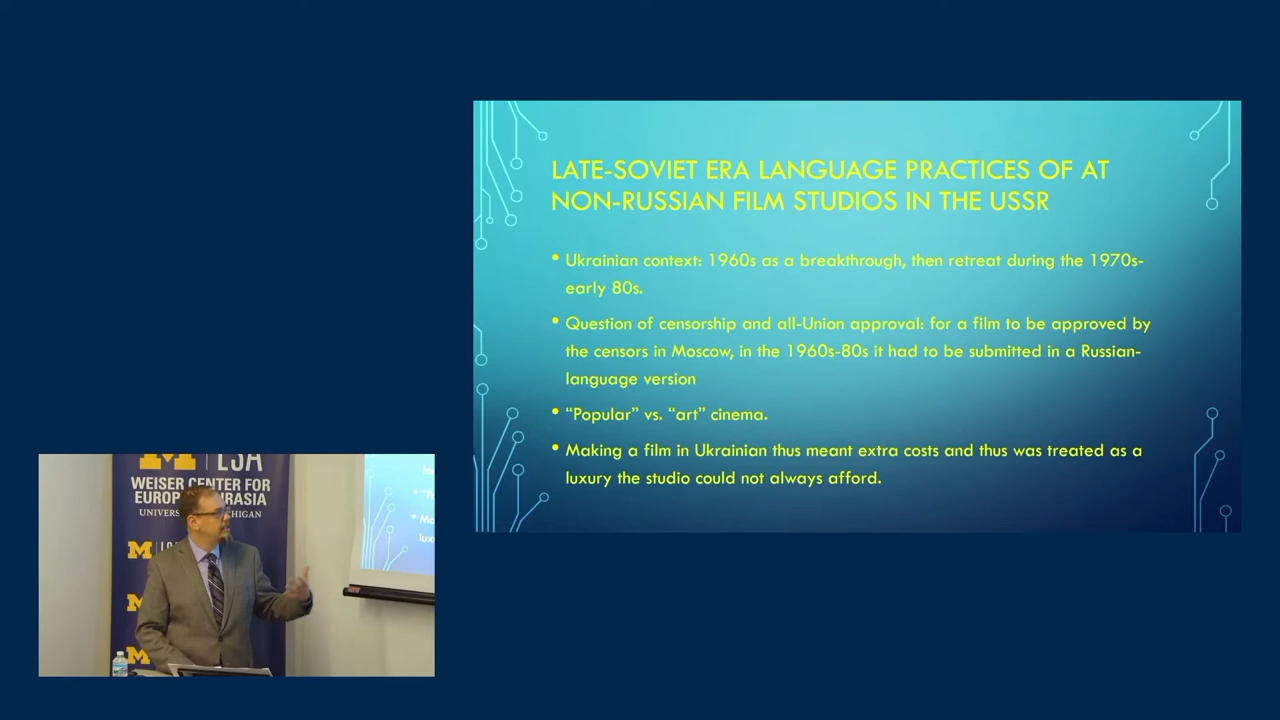 LATE-SOVIET ERA LANGUAGE PRACTICES OF AT
NON-RUSSIAN FILM STUDIOS IN THE USSR
• Ukrainian context: 1960s as a breakthrough, then retreat during the 1970s-
early 80s.
• Question of censorship and all-Union approval: for a film to be approved by
the censors in Moscow, in the 1960s-80s it had to be submitted in a Russian-
language version
• “Popular” vs. “art” cinema.
• Making a film in Ukrainian thus meant extra costs and thus was treated as a
luxury the studio could not always afford.
M LSA
WEISER CENTER FOR